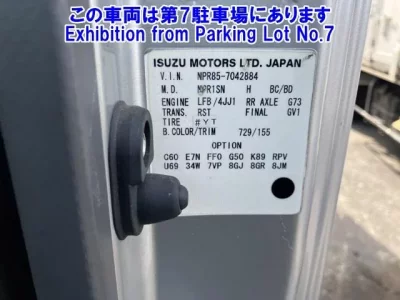 この車両は第7駐車場にあります
Exhibition from Parking Lot No.7
ISUZU MOTORS LTD. JAPAN
V.I.N. NPR85-7042884
M.D. NPR1SN H BC/BD
ENGINE LF8/4JJ1 RR AXLE G73
TRANS. RST FINAL GV1
TIRE #YT
B.COLOR/TRIM 729/155
OPTION
C60 E7N FF0 G50 K89 RPV
U69 34W 7VP 8GJ 8GR 8JM